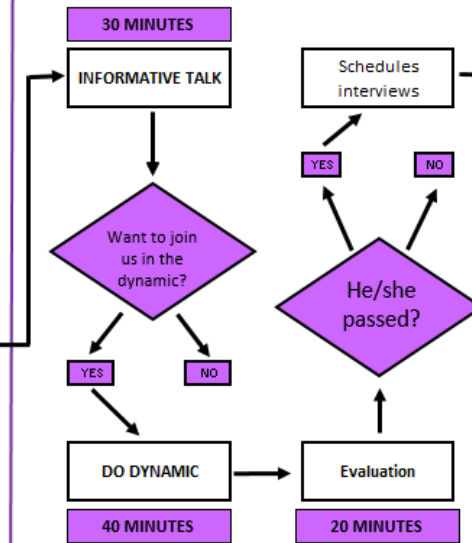 30 MINUTES
INFORMATIVE TALK
Want to join
us in the
dynamic?
YES
NO
DO DYNAMIC
40 MINUTES
Schedules
interviews
YES
NO
He/she
passed?
Evaluation
20 MINUTES